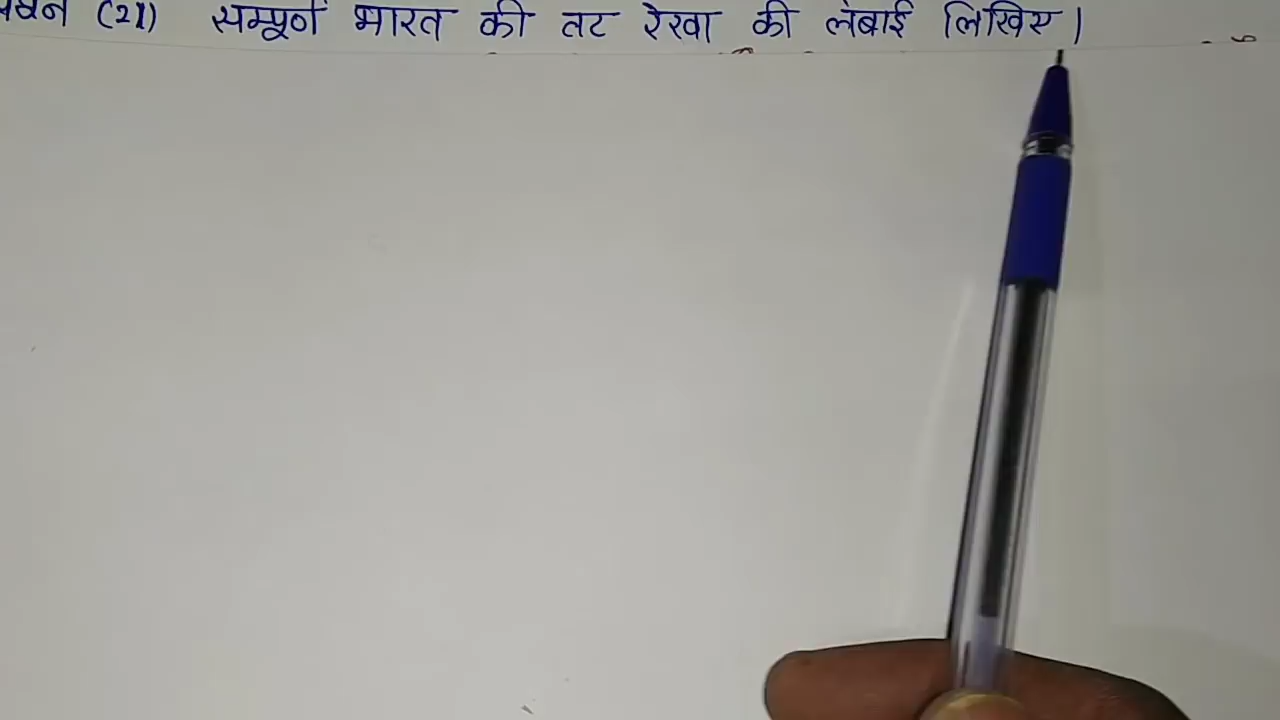 प्रश्न (21) सम्पूर्ण भारत की तट रेखा की लंबाई लिखिए।